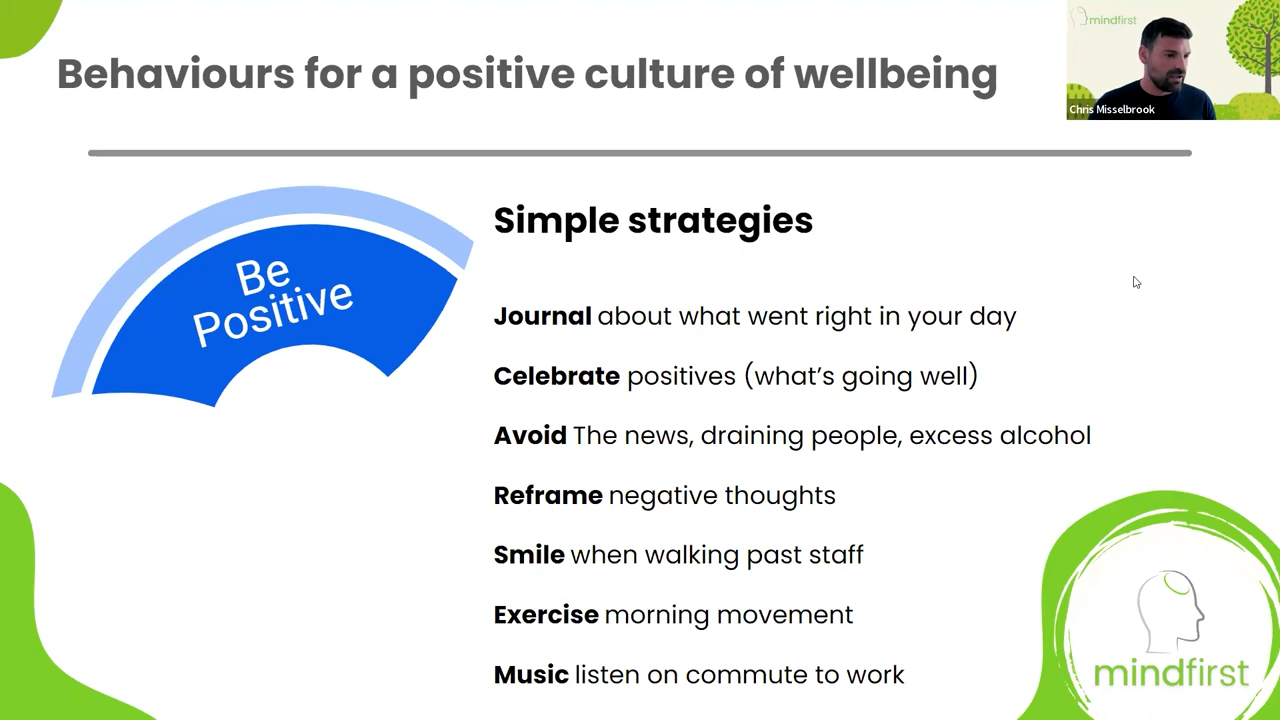 Behaviours for a positive culture of wellbeing
mindfirst
Chris Misselbrook
Be
Positive
Simple strategies
Journal about what went right in your day
Celebrate positives (what’s going well)
Avoid The news, draining people, excess alcohol
Reframe negative thoughts
Smile when walking past staff
Exercise morning movement
Music listen on commute to work
mindfirst